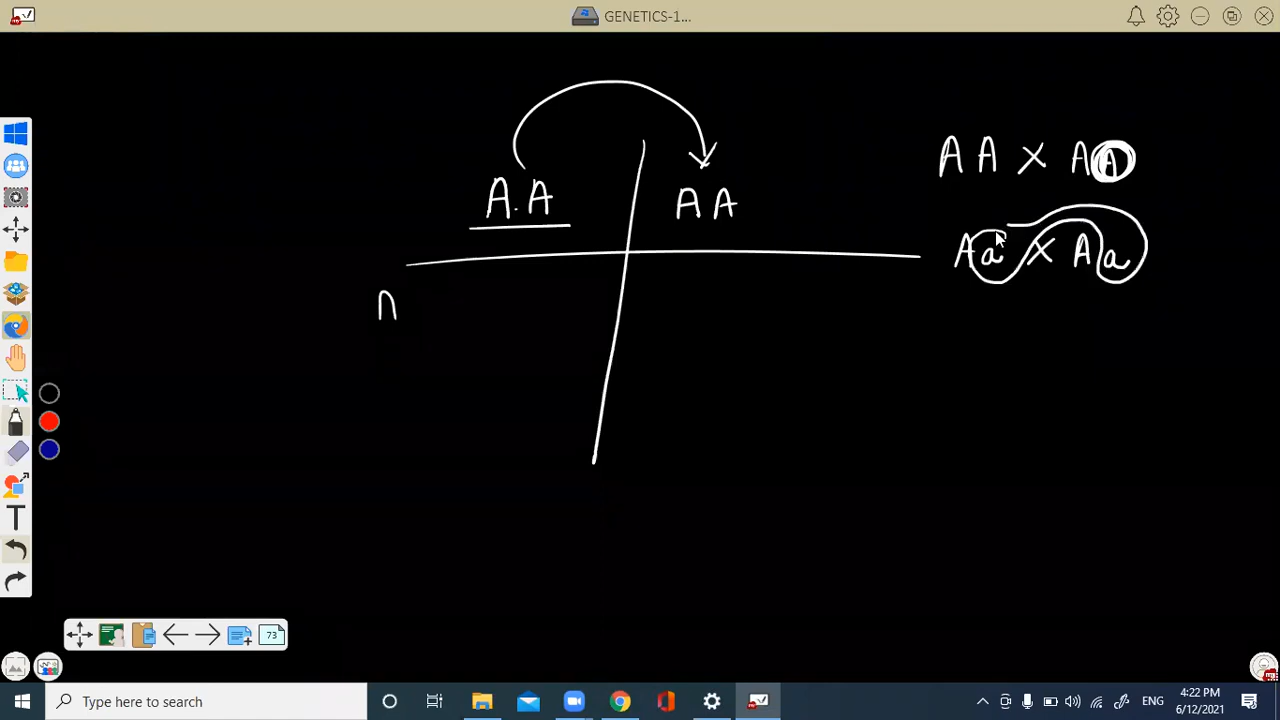 GENETICS-1...
A A X A A
A.A A A
A a X A a
n
T
73
Type here to search
ENG
4:22 PM
6/12/2021